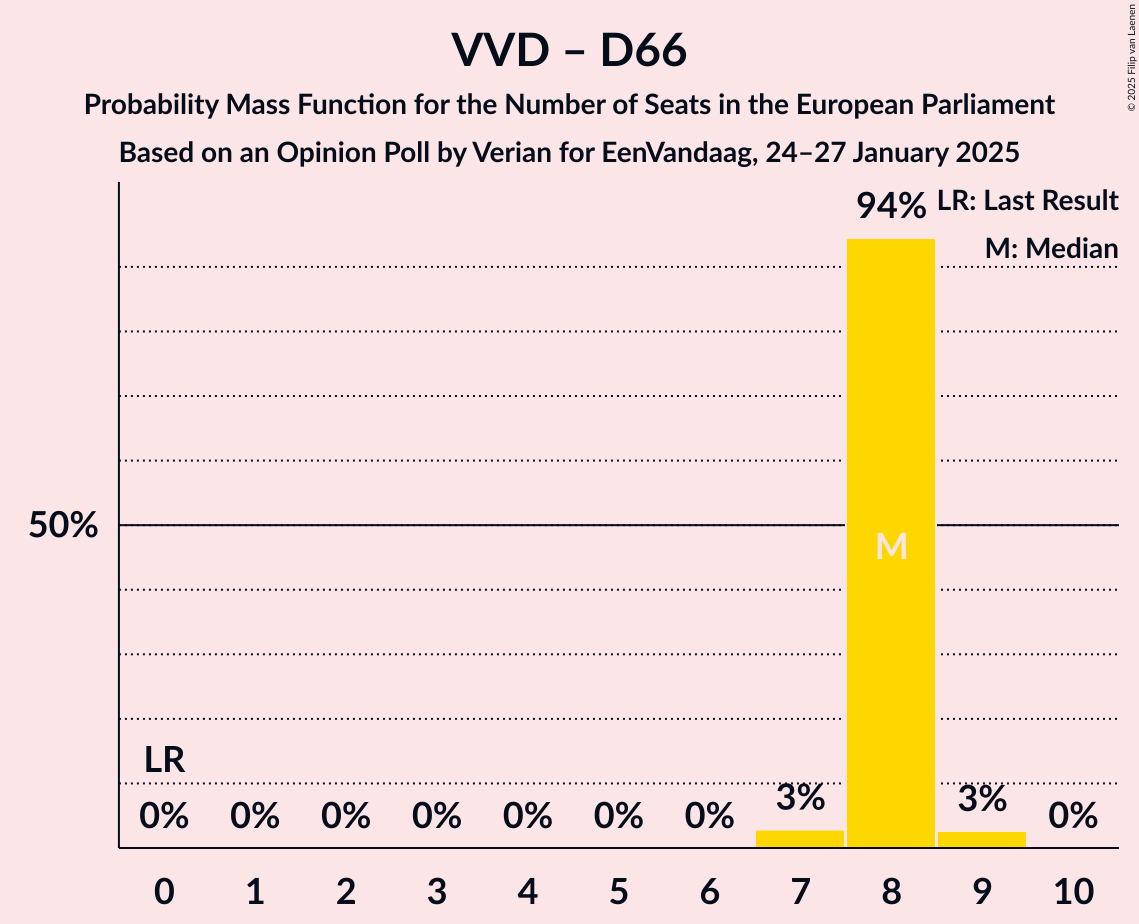 VVD – D66
Probability Mass Function for the Number of Seats in the European Parliament
Based on an Opinion Poll by Verian for EenVandaag, 24–27 January 2025
© 2025 Filip van Laenen
94%
LR: Last Result
M: Median
50%
M
LR
0% 0% 0% 0% 0% 0% 0% 3% 3% 0%
0 1 2 3 4 5 6 7 8 9 10